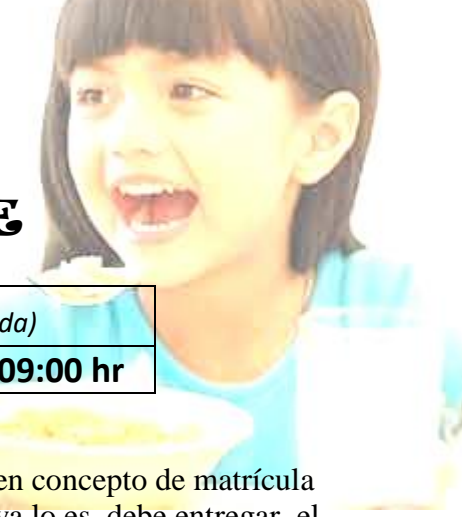 E
da)
09:00 hr
en concepto de matrícula
ya lo es, debe entregar el